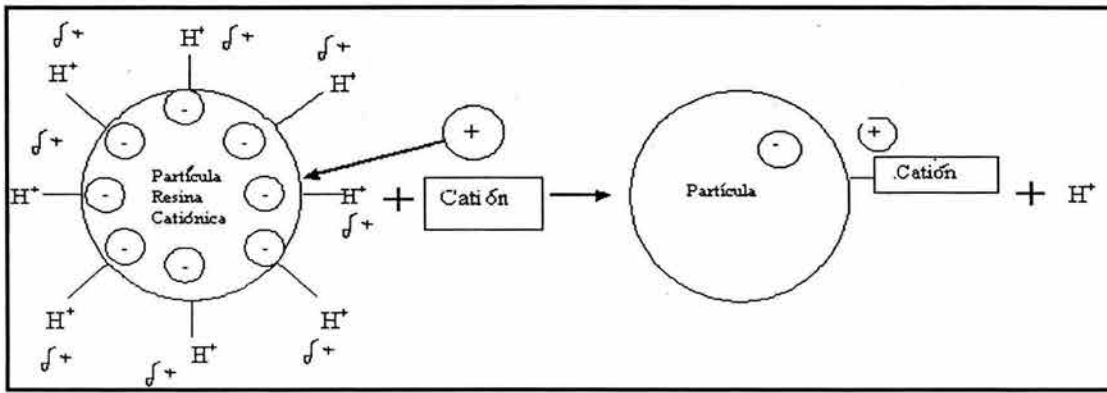 ʃ+
H⁺
ʃ+
ʃ+
H⁺
H⁺
-
-
-
+
ʃ+
-
+
Partícula
Resina
Catiónica
Partícula
Catión
H⁺
-
-
H⁺
+
Catión
+
H⁺
ʃ+
-
-
-
H⁺
H⁺
H⁺
ʃ+
ʃ+
ʃ+